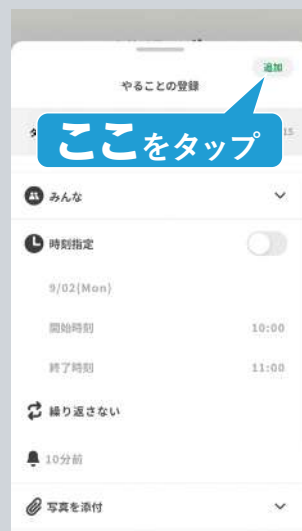 追加
やることの登録
ここをタップ
15
みんな
時刻指定
9/02(Mon)
開始時刻 10:00
終了時刻 11:00
繰り返さない
10分前
写真を添付